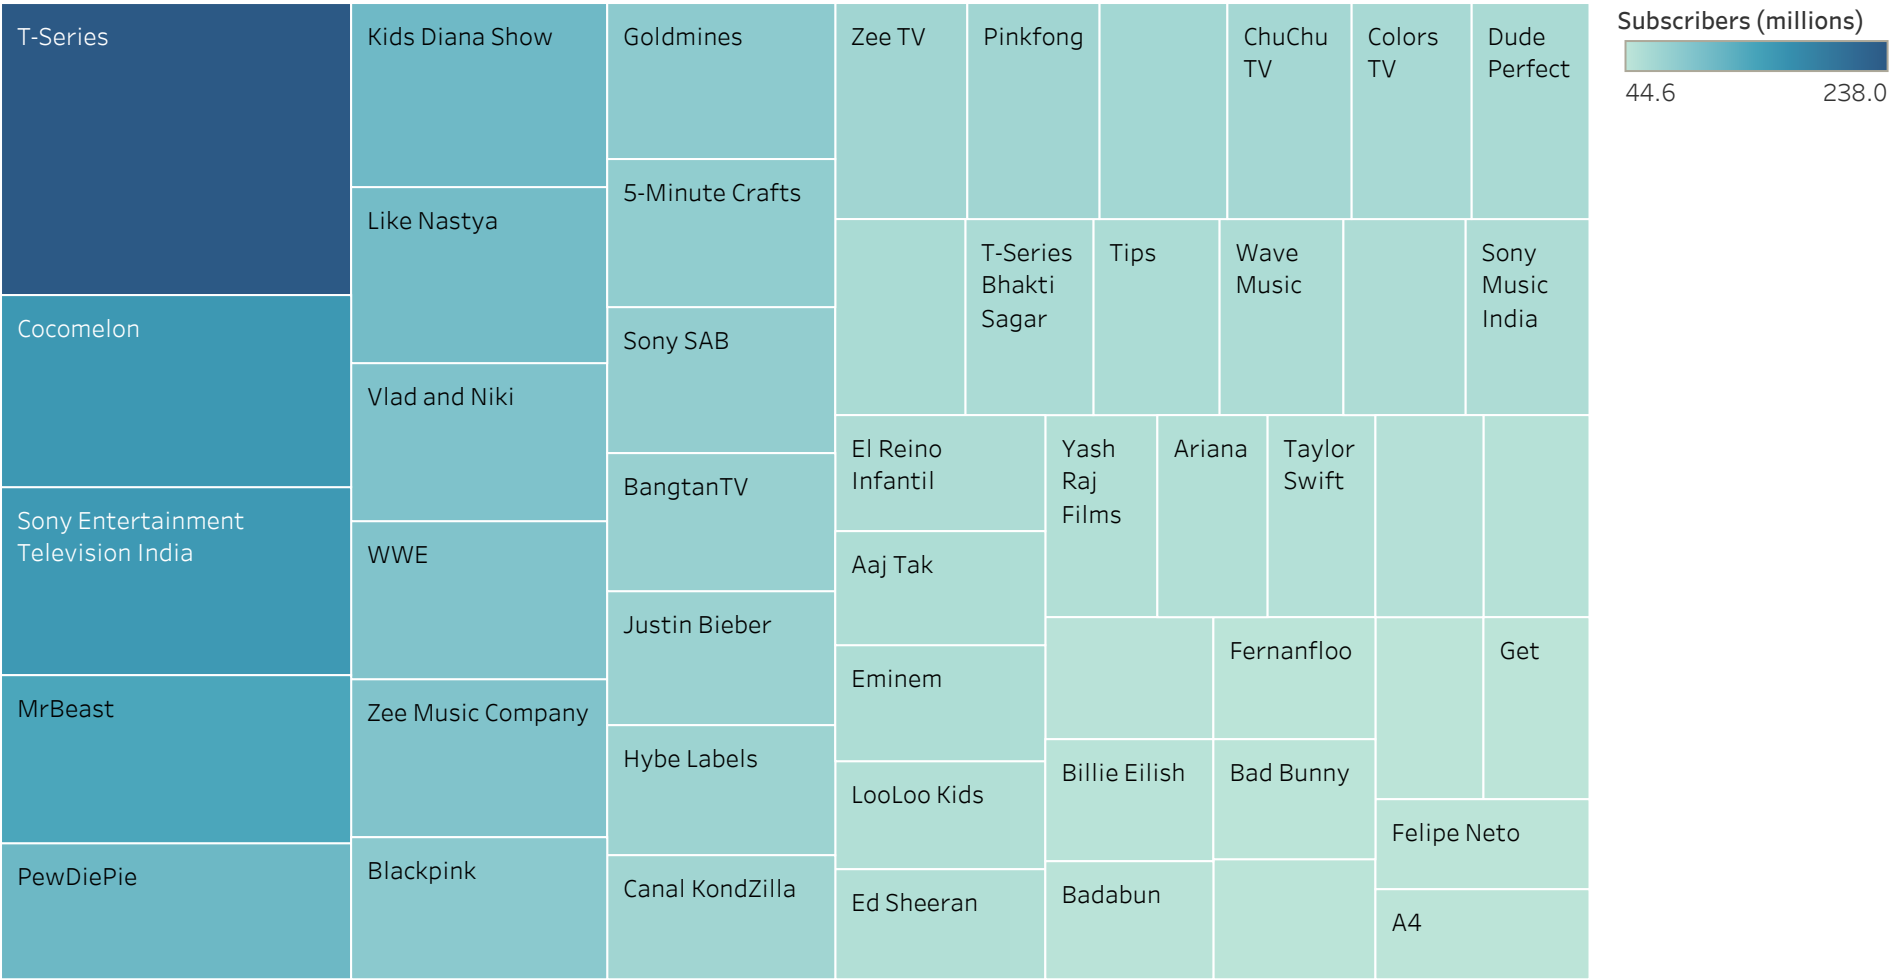 T-Series
Cocomelon
Sony Entertainment
Television India
MrBeast
PewDiePie
Kids Diana Show
Like Nastya
Vlad and Niki
WWE
Zee Music Company
Blackpink
Goldmines
5-Minute Crafts
Sony SAB
BangtanTV
Justin Bieber
Hybe Labels
Canal KondZilla
Zee TV
Pinkfong
ChuChu
TV
Colors
TV
Dude
Perfect
T-Series
Bhakti
Sagar
Tips
Wave
Music
Sony
Music
India
El Reino
Infantil
Aaj Tak
Eminem
LooLoo Kids
Ed Sheeran
Yash
Raj
Films
Ariana
Taylor
Swift
Fernanfloo
Get
Billie Eilish
Bad Bunny
Badabun
Felipe Neto
A4
Subscribers (millions)
44.6
238.0